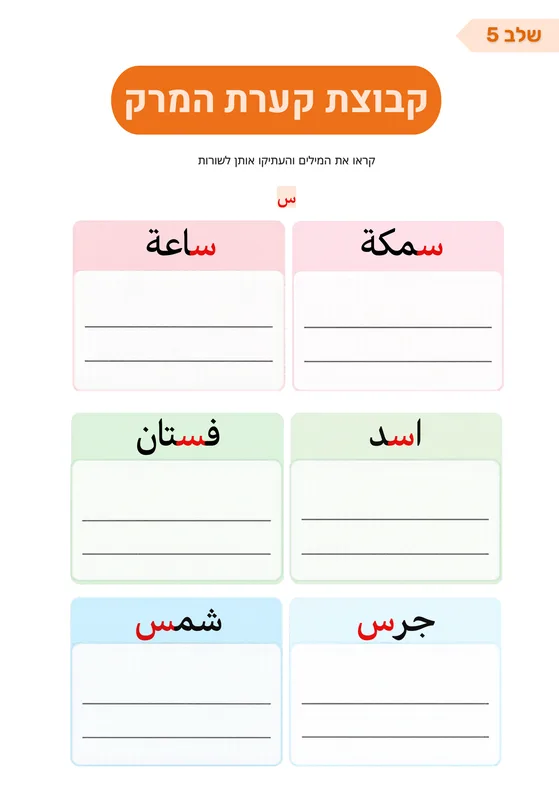 שלב 5
קבוצת קערת המרק
קראו את המילים והעתיקו אותן לשורות
س
سمكة
ساعة
اسد
فستان
جرس
شمس